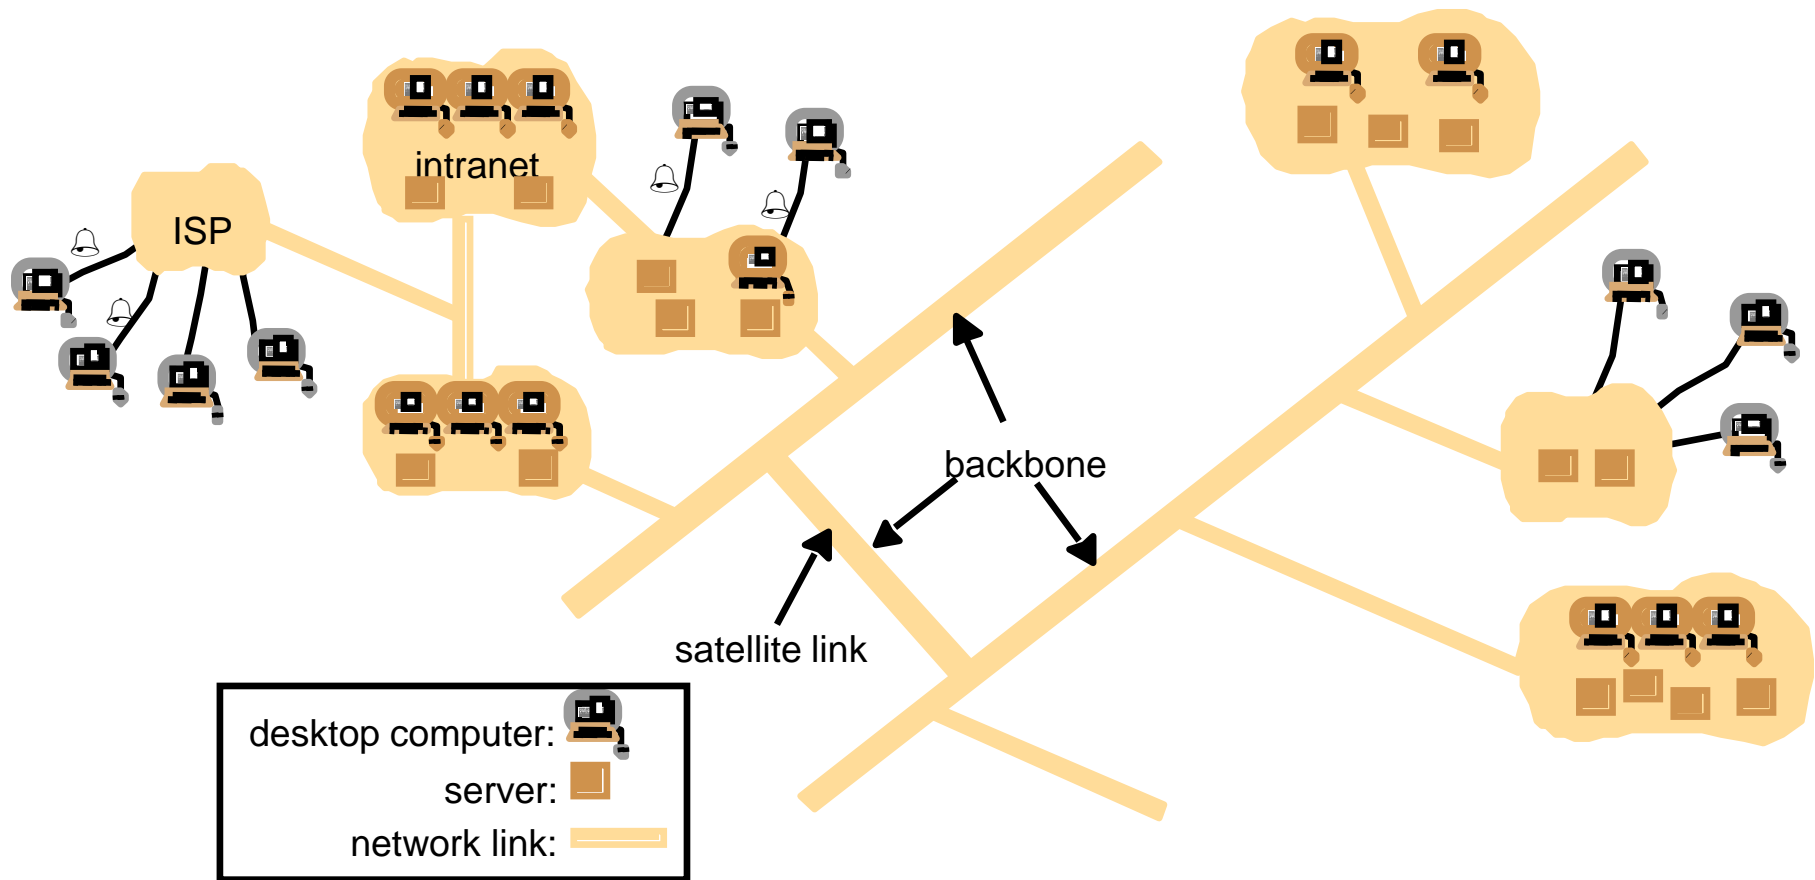 intranet
ISP
backbone
satellite link
desktop computer:
server:
network link: